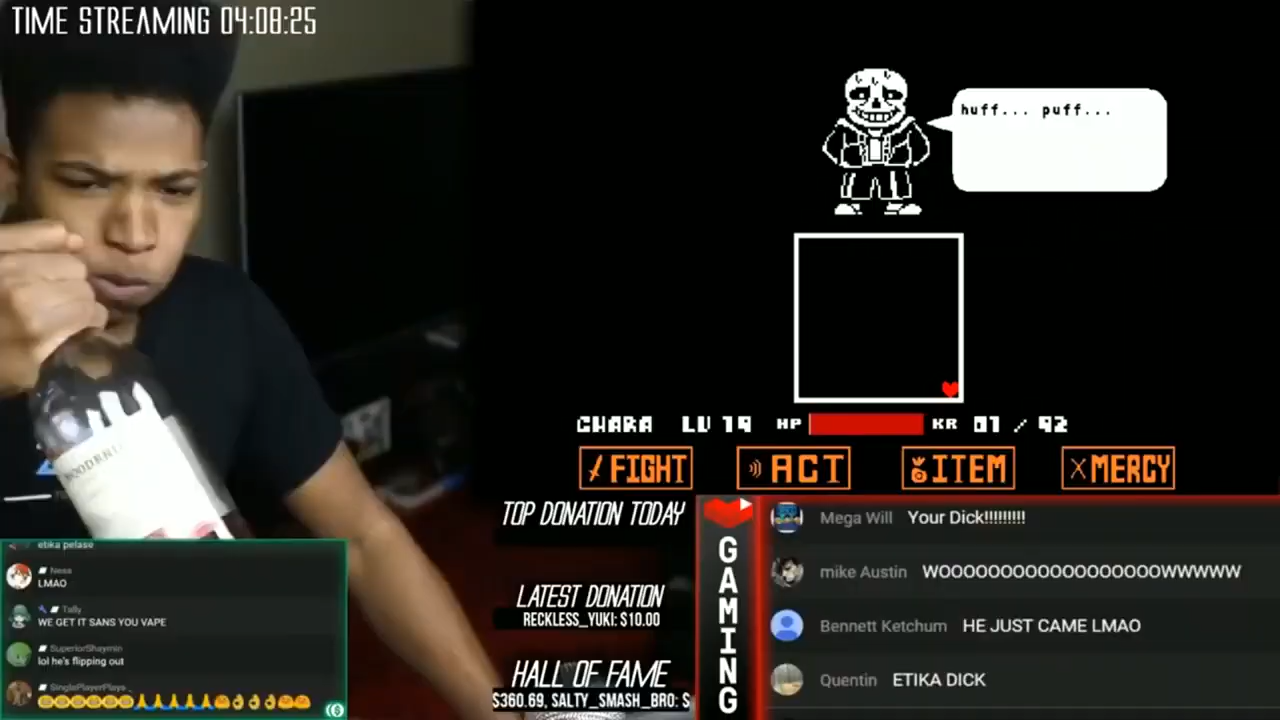 TIME STREAMING 04:08:25
huff... puff...
CHARA LV 19 HP KR 01 / 92
FIGHT
ACT
ITEM
MERCY
TOP DONATION TODAY
LATEST DONATION
RECKLESS_YUKI: $10.00
HALL OF FAME
$360.69, SALTY_SMASH_BRO: $
GAMING
Mega Will Your Dick!!!!!!!!!
mike Austin WOOOOOOOOOOOOOOOOOOWWWWW
Bennett Ketchum HE JUST CAME LMAO
Quentin ETIKA DICK
etika pelase
Ness
LMAO
Tally
WE GET IT SANS YOU VAPE
SuperiorShaymin
lol he's flipping out
SinglePlayerPlays_